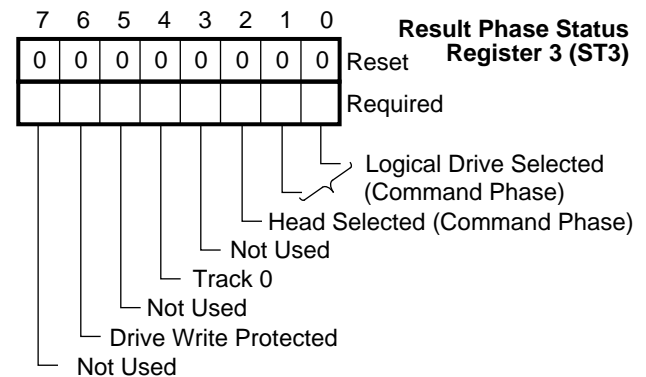 7 6 5 4 3 2 1 0
Result Phase Status
Register 3 (ST3)
0 0 0 0 0 0 0 0 Reset
Required
Logical Drive Selected
(Command Phase)
Head Selected (Command Phase)
Not Used
Track 0
Not Used
Drive Write Protected
Not Used